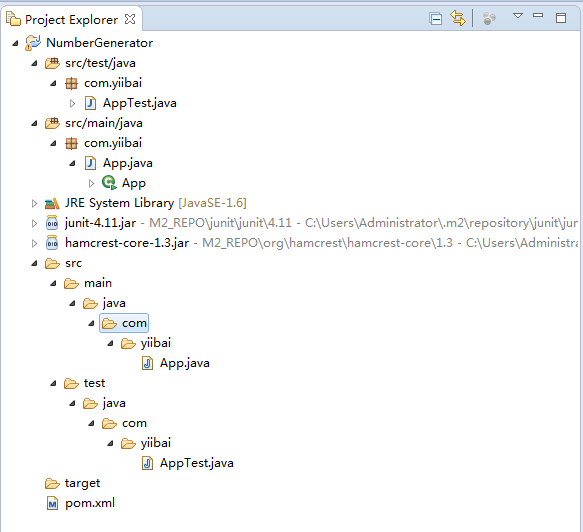 Project Explorer
NumberGenerator
src/test/java
com.yiibai
AppTest.java
src/main/java
com.yiibai
App.java
App
JRE System Library [JavaSE-1.6]
junit-4.11.jar - M2_REPO\junit\junit\4.11 - C:\Users\Administrator\.m2\repository\junit\jun
hamcrest-core-1.3.jar - M2_REPO\org\hamcrest\hamcrest-core\1.3 - C:\Users\Administra
src
main
java
com
yiibai
App.java
test
java
com
yiibai
AppTest.java
target
pom.xml